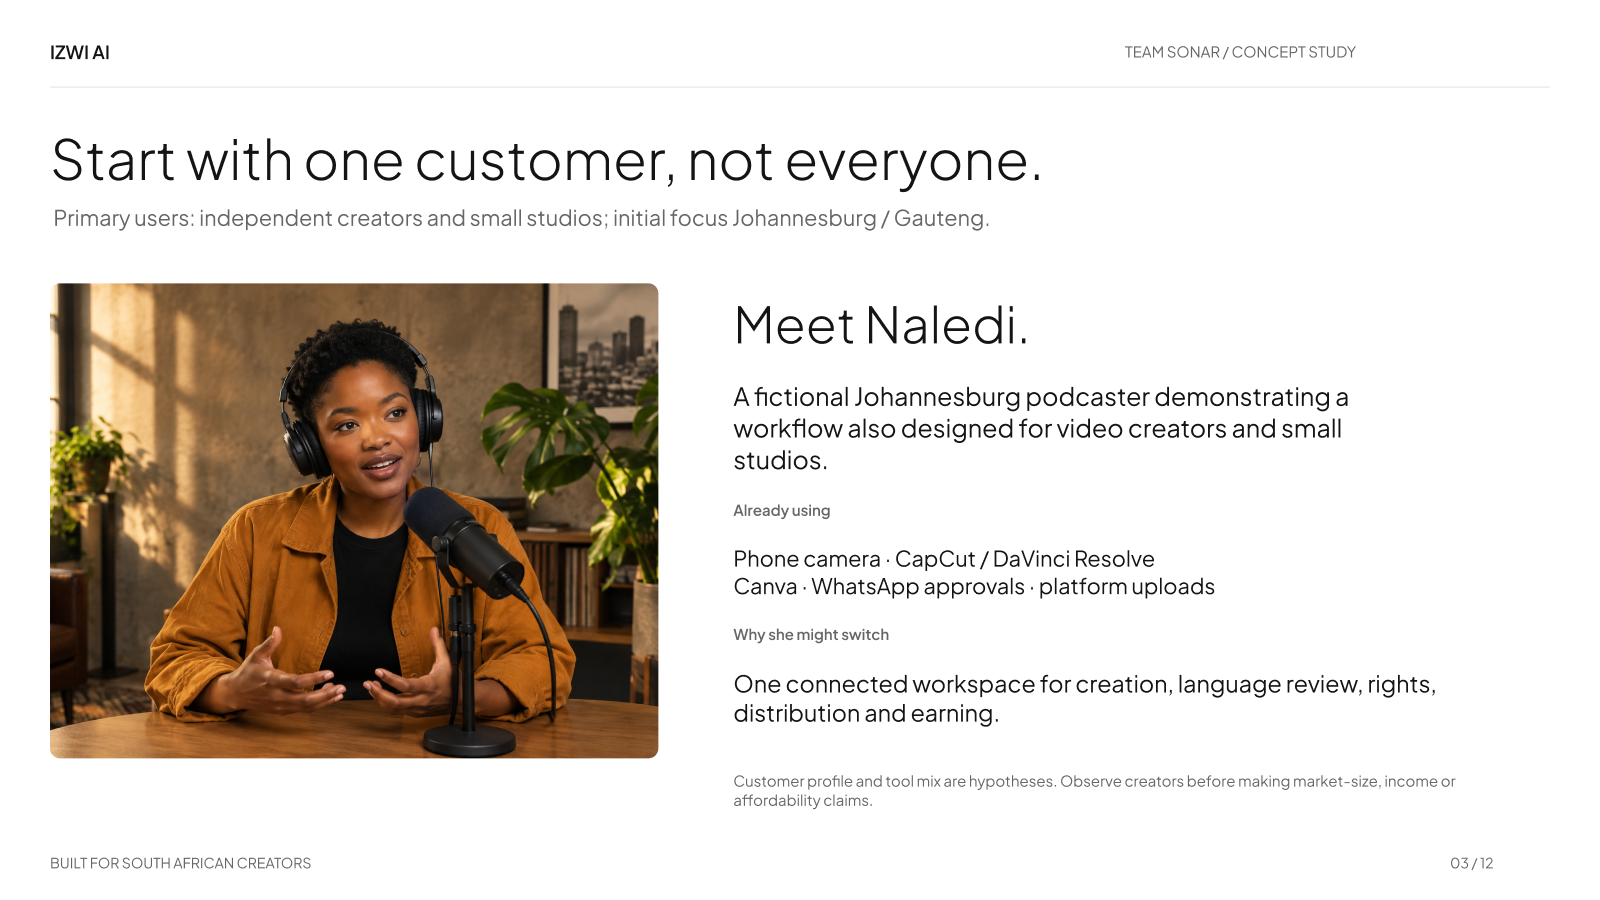 IZWI AI
TEAM SONAR / CONCEPT STUDY
Start with one customer, not everyone.
Primary users: independent creators and small studios; initial focus Johannesburg / Gauteng.
Meet Naledi.
A fictional Johannesburg podcaster demonstrating a
workflow also designed for video creators and small
studios.
Already using
Phone camera · CapCut / DaVinci Resolve
Canva · WhatsApp approvals · platform uploads
Why she might switch
One connected workspace for creation, language review, rights,
distribution and earning.
Customer profile and tool mix are hypotheses. Observe creators before making market-size, income or
affordability claims.
BUILT FOR SOUTH AFRICAN CREATORS
03 / 12